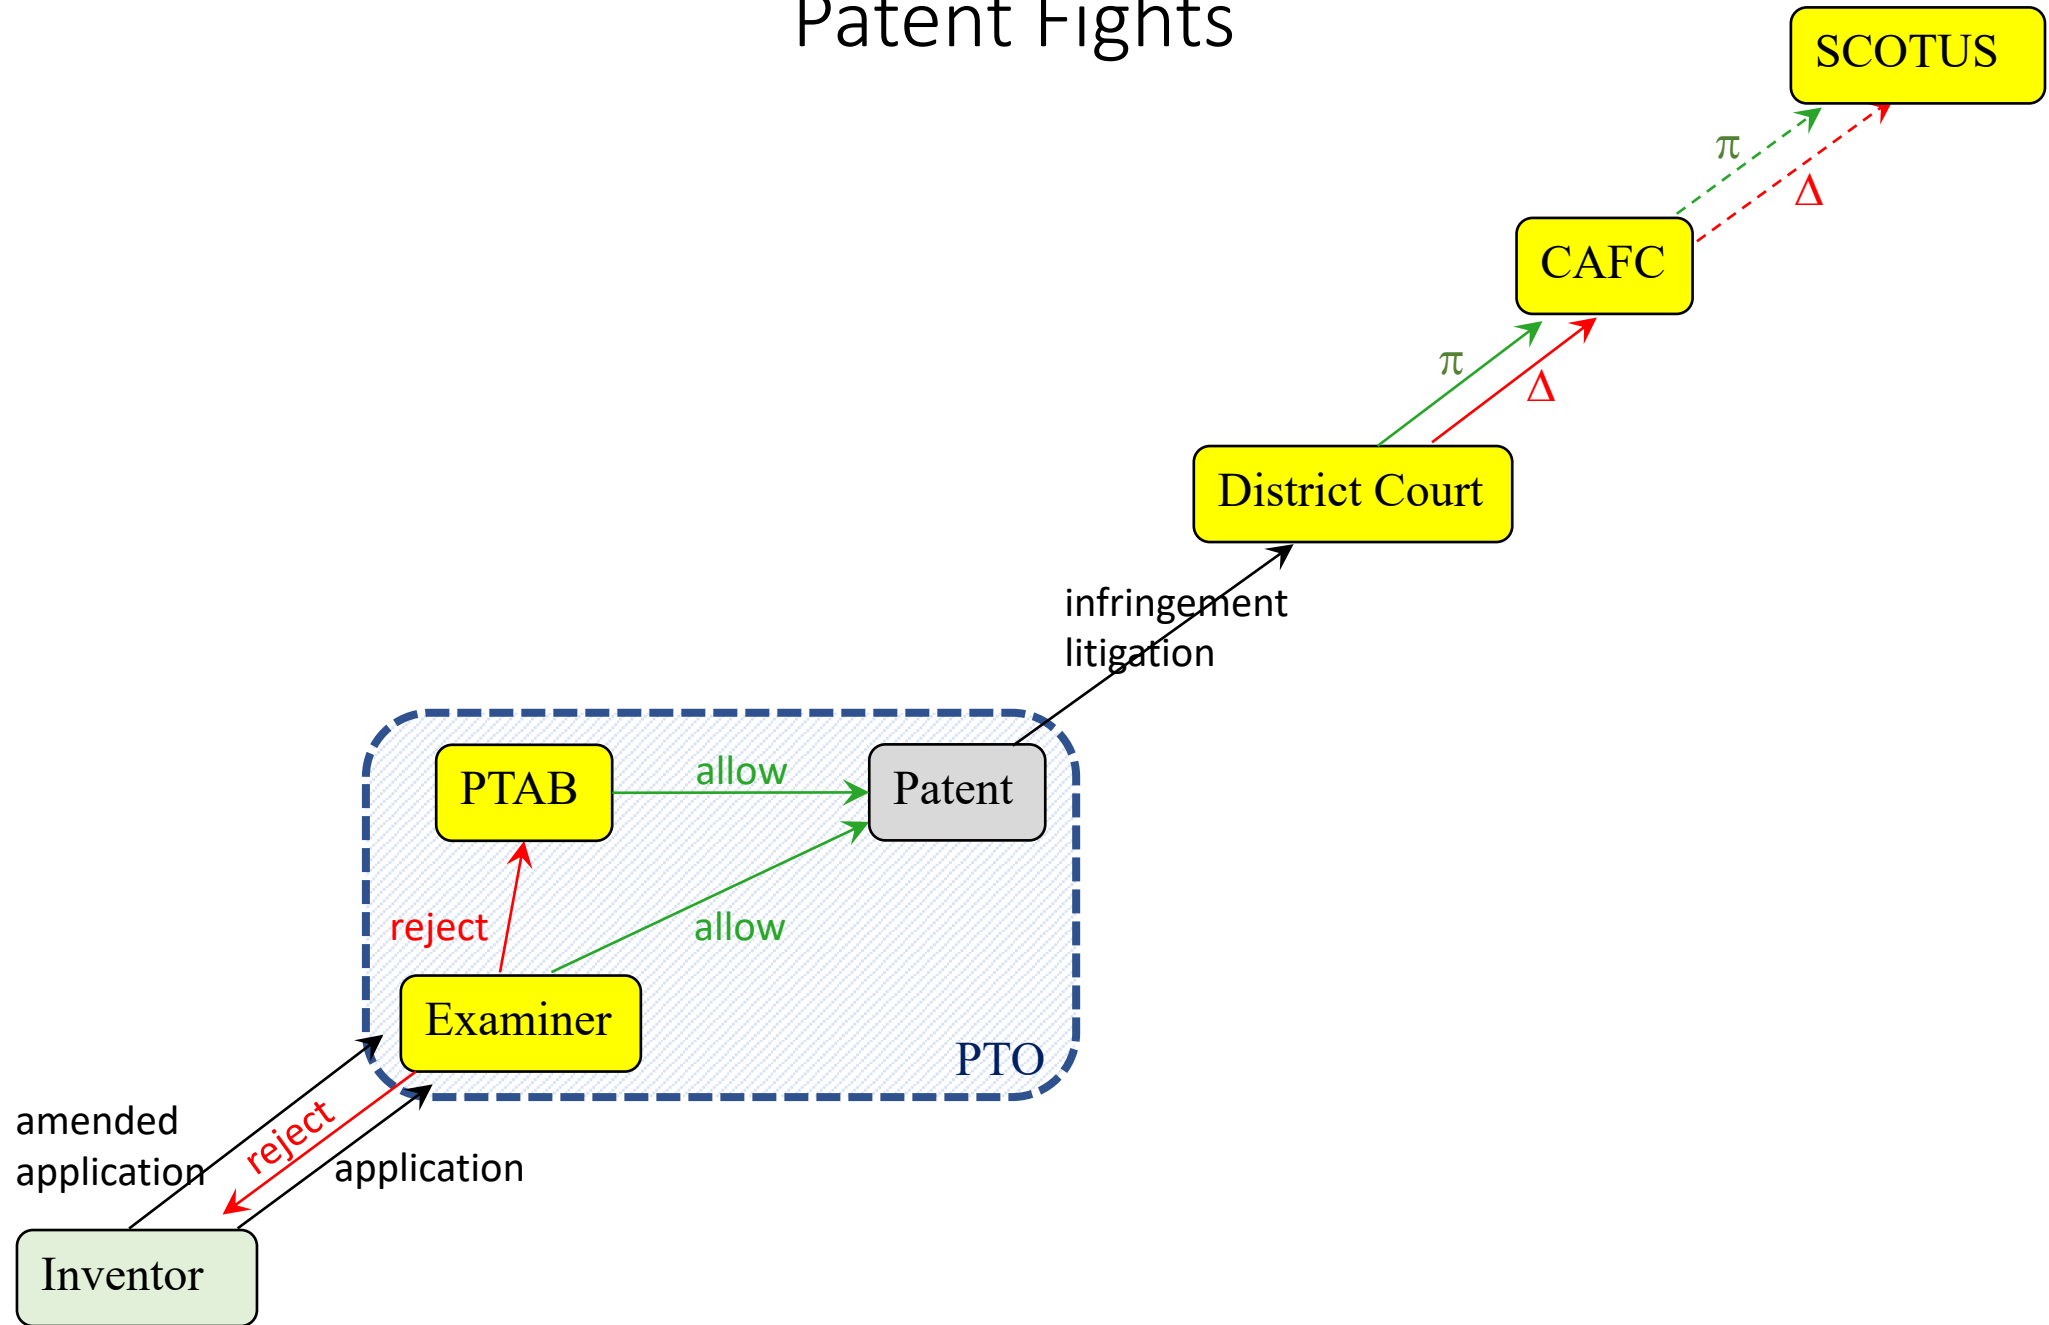 Patent Fights
SCOTUS
π
Δ
CAFC
π
Δ
District Court
infringement
litigation
PTAB
allow
Patent
reject
allow
Examiner
PTO
amended
application
reject
application
Inventor